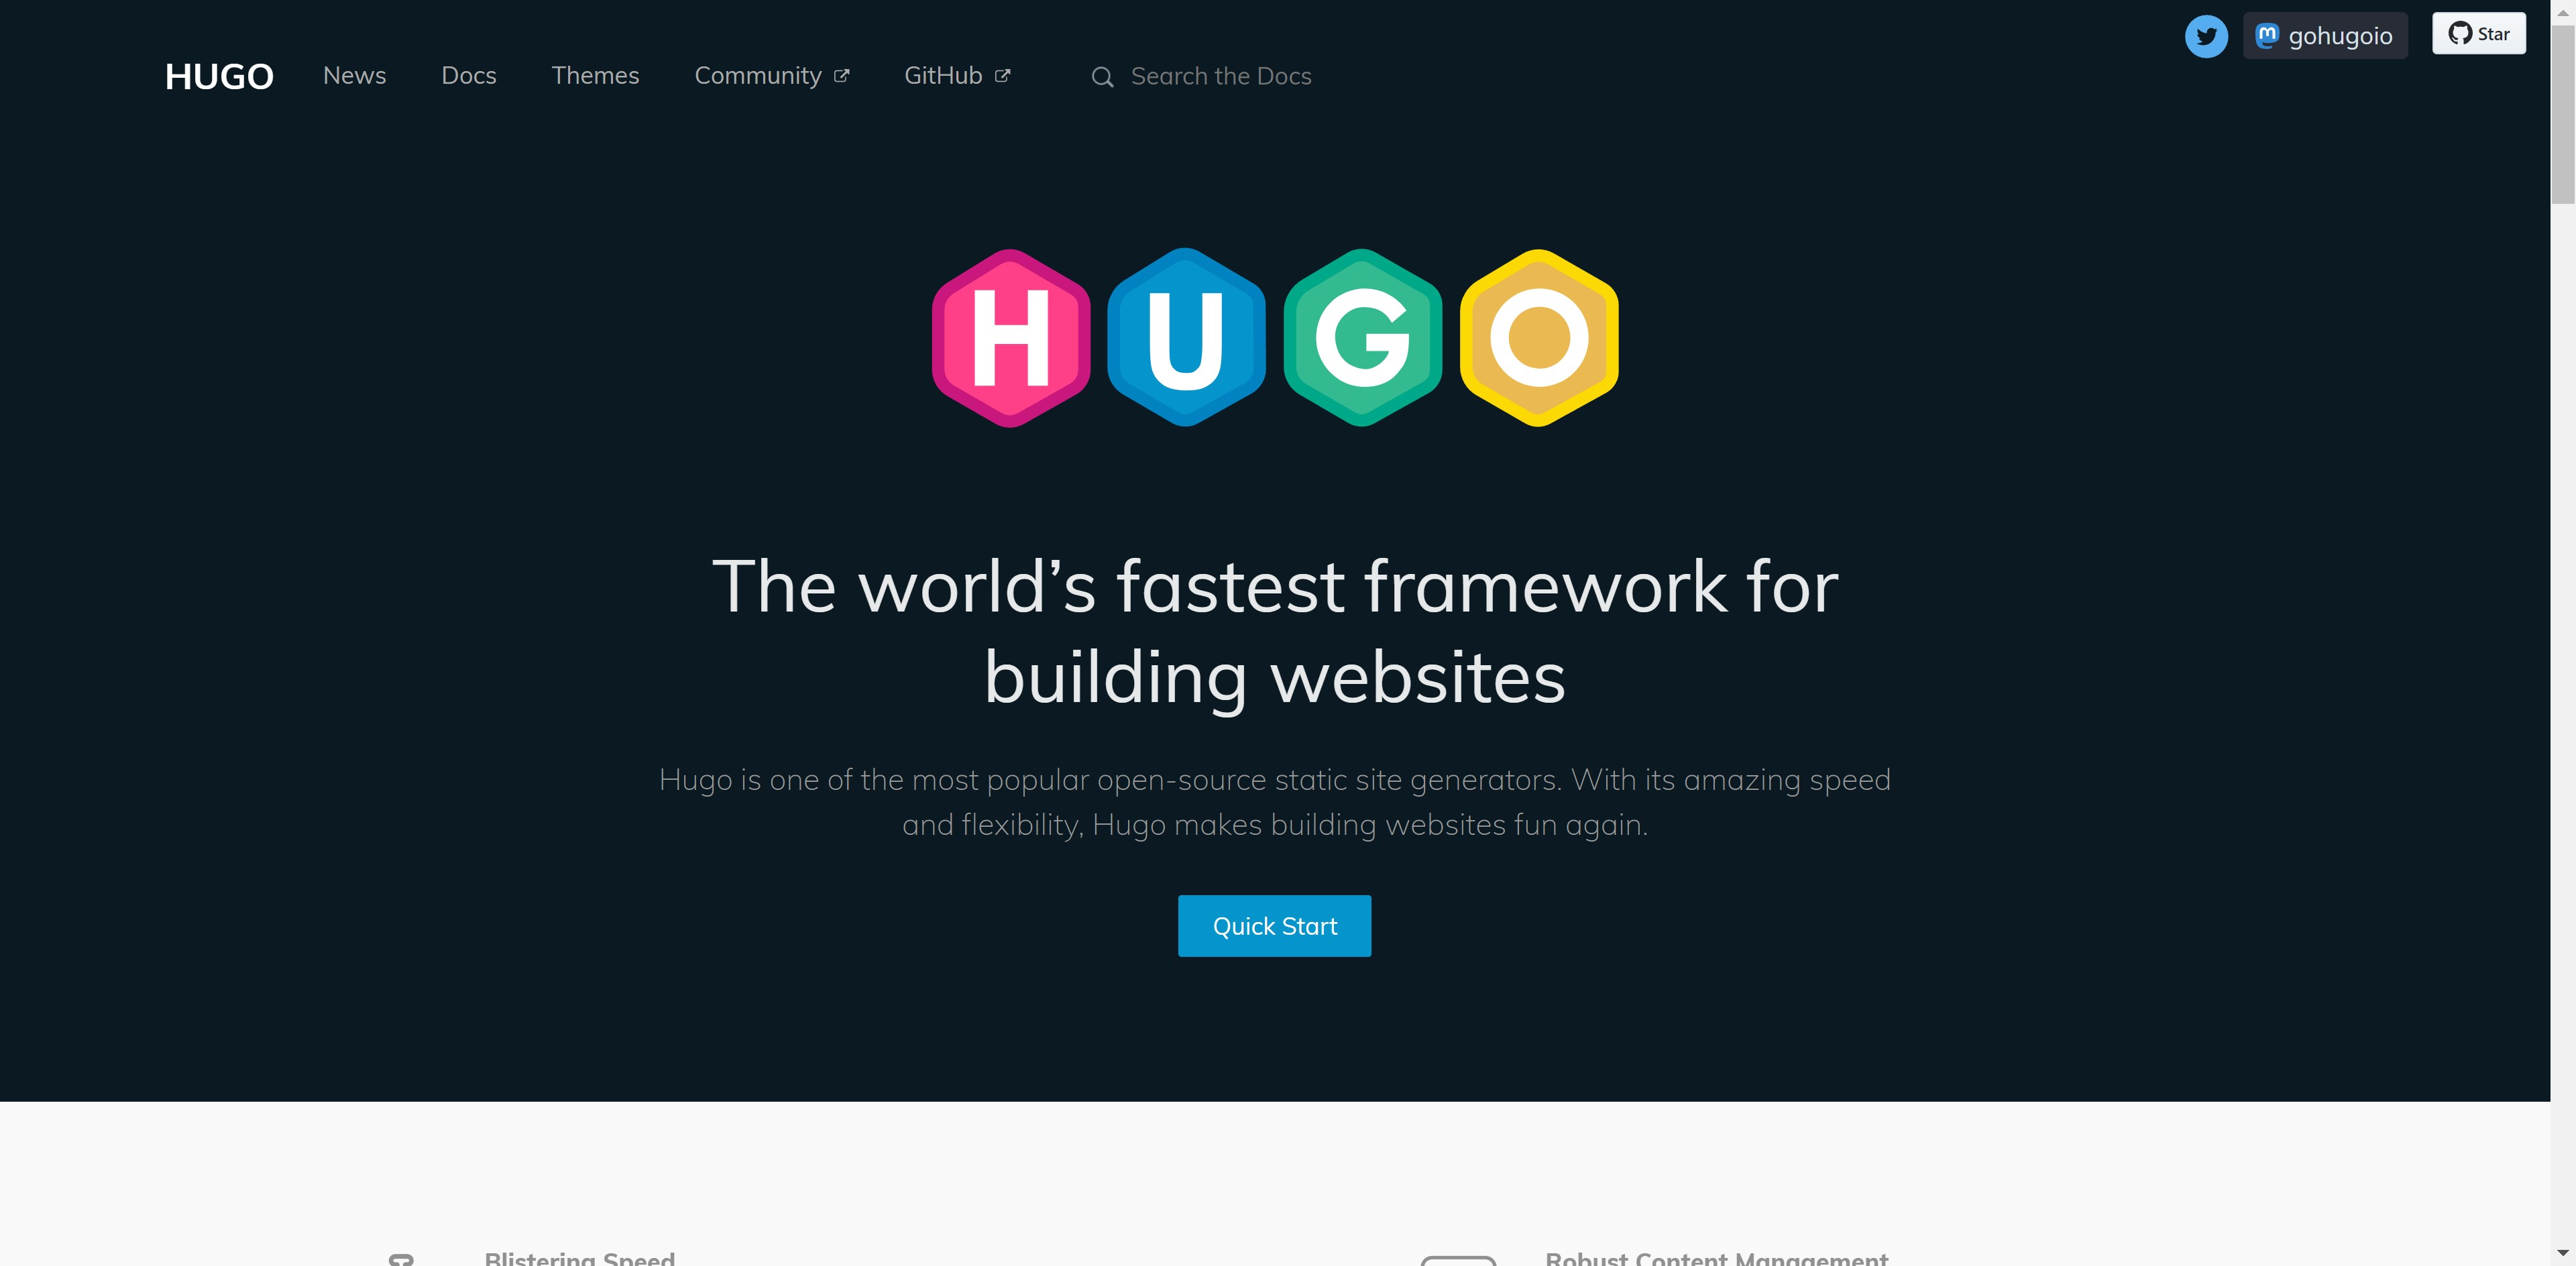 HUGO News Docs Themes Community GitHub Search the Docs
gohugoio Star
HUGO
The world’s fastest framework for
building websites
Hugo is one of the most popular open-source static site generators. With its amazing speed
and flexibility, Hugo makes building websites fun again.
Quick Start
Blistering Speed
Robust Content Management